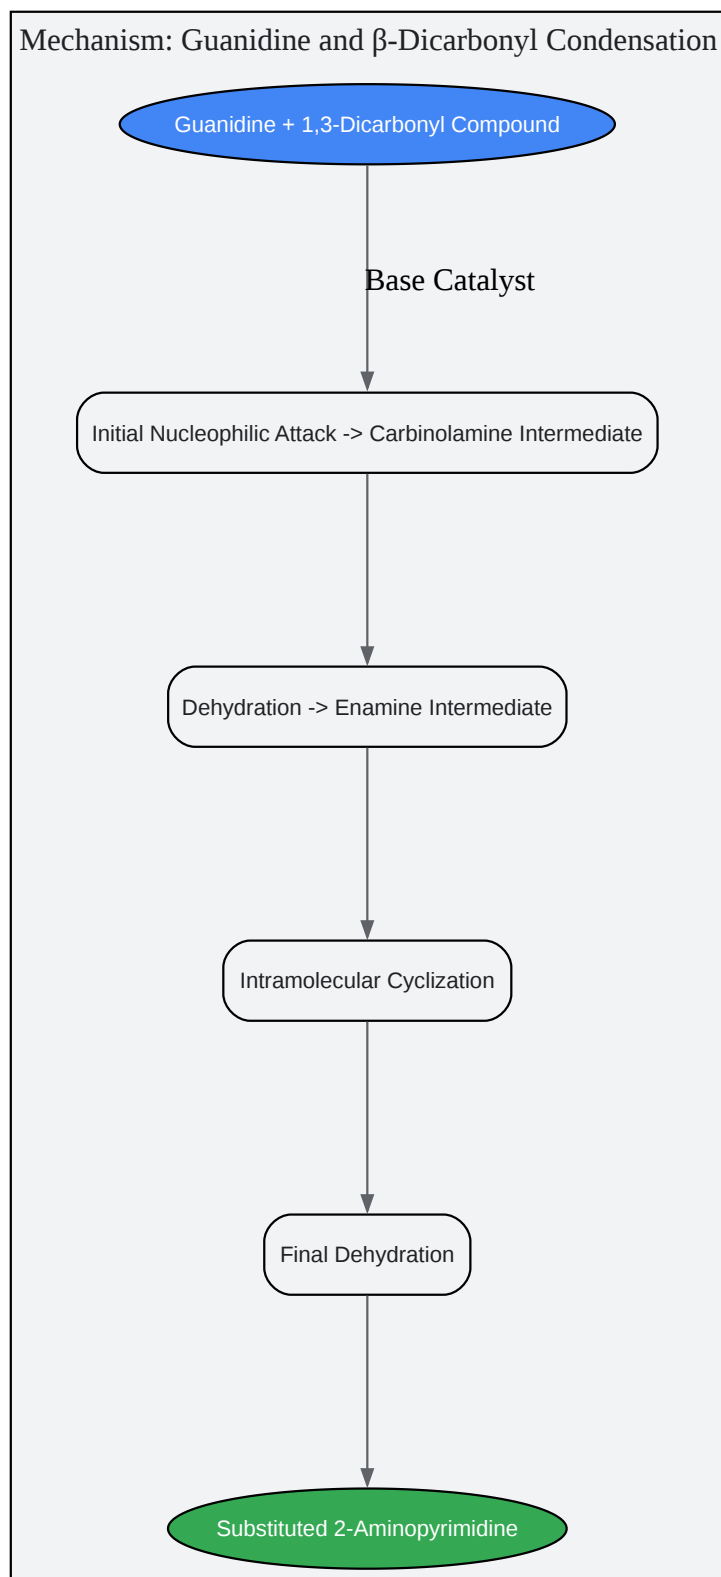 Mechanism: Guanidine and β-Dicarbonyl Condensation
Guanidine + 1,3-Dicarbonyl Compound
Base Catalyst
Initial Nucleophilic Attack -> Carbinolamine Intermediate
Dehydration -> Enamine Intermediate
Intramolecular Cyclization
Final Dehydration
Substituted 2-Aminopyrimidine